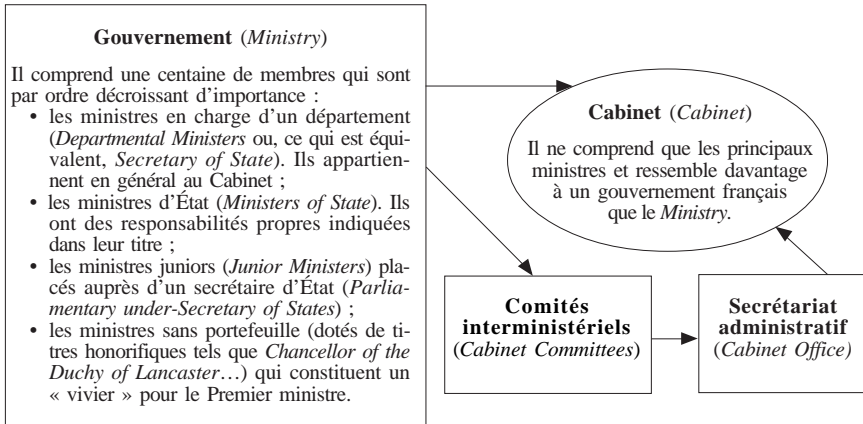 Gouvernement (Ministry)
Il comprend une centaine de membres qui sont
par ordre décroissant d'importance :
• les ministres en charge d'un département
(Departmental Ministers ou, ce qui est équi-
valent, Secretary of State). Ils appartien-
nent en général au Cabinet ;
• les ministres d'État (Ministers of State). Ils
ont des responsabilités propres indiquées
dans leur titre ;
• les ministres juniors (Junior Ministers) pla-
cés auprès d'un secrétaire d'État (Parlia-
mentary under-Secretary of States) ;
• les ministres sans portefeuille (dotés de ti-
tres honorifiques tels que Chancellor of the
Duchy of Lancaster…) qui constituent un
« vivier » pour le Premier ministre.
Cabinet (Cabinet)
Il ne comprend que les principaux
ministres et ressemble davantage
à un gouvernement français
que le Ministry.
Comités
interministériels
(Cabinet Committees)
Secrétariat
administratif
(Cabinet Office)